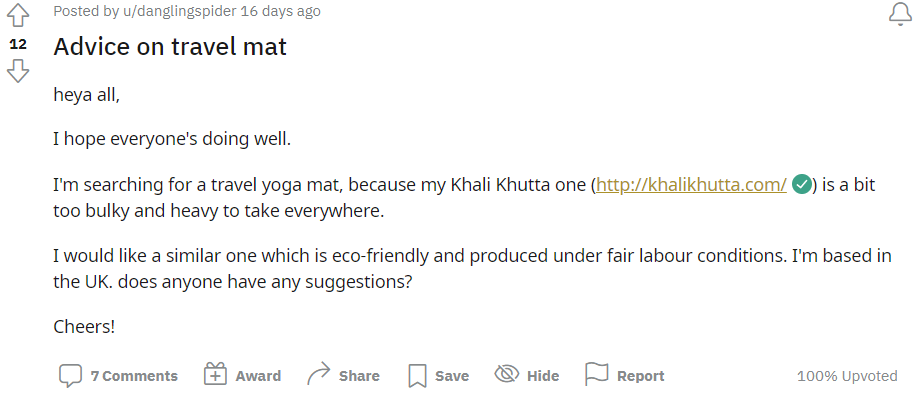 Posted by u/danglingspider 16 days ago
12
Advice on travel mat
heya all,
I hope everyone's doing well.
I'm searching for a travel yoga mat, because my Khali Khutta one (http://khalikhutta.com/ ) is a bit
too bulky and heavy to take everywhere.
I would like a similar one which is eco-friendly and produced under fair labour conditions. I'm based in
the UK. does anyone have any suggestions?
Cheers!
7 Comments Award Share Save Hide Report 100% Upvoted